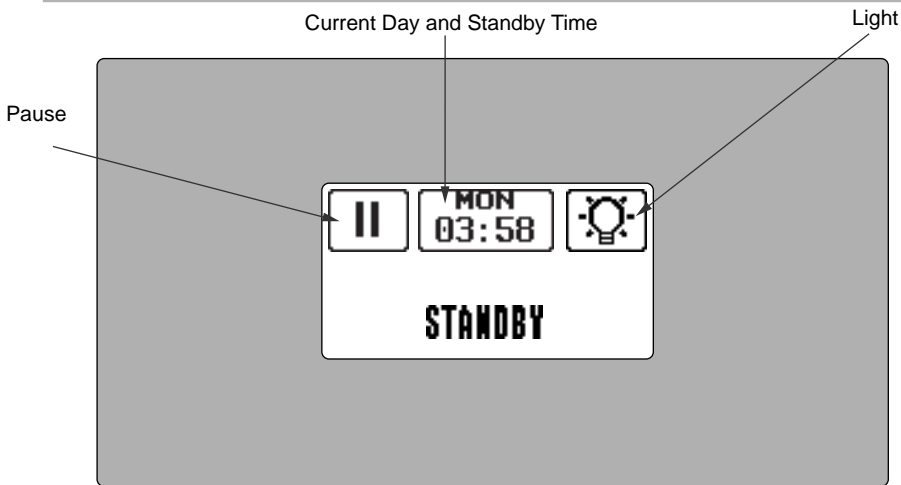 Current Day and Standby Time
Light
Pause
MON
03:58
STANDBY